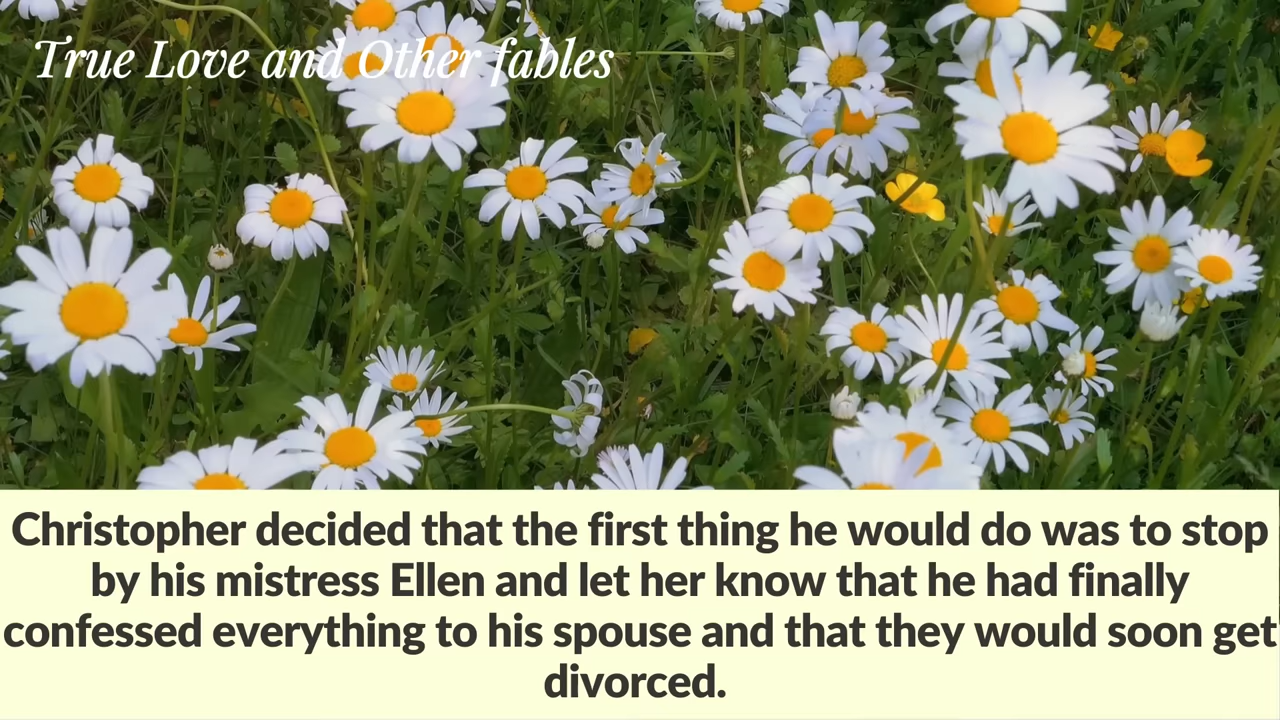 True Love and Other fables
Christopher decided that the first thing he would do was to stop
by his mistress Ellen and let her know that he had finally
confessed everything to his spouse and that they would soon get
divorced.